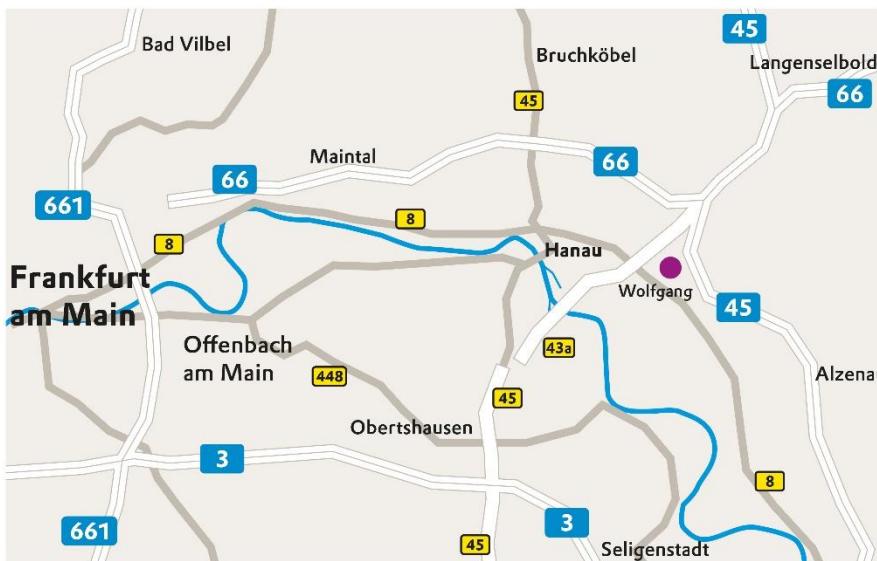 45
Bad Vilbel
Bruchköbel
Langenselbold
66
45
Maintal
66
66
661
8
8
Hanau
Frankfurt
am Main
Wolfgang
45
Offenbach
am Main
43a
448
Alzenau
45
Obertshausen
3
8
661
3
45
Seligenstadt